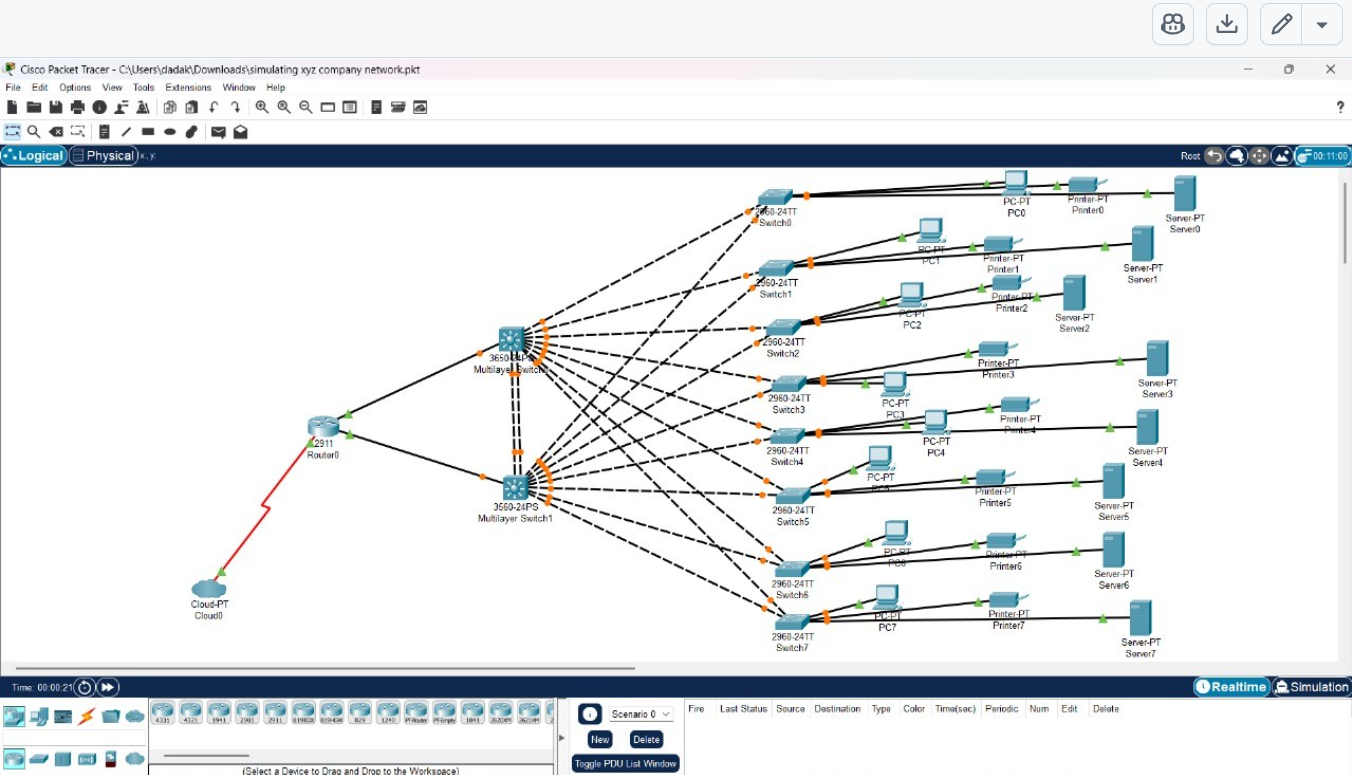 Cisco Packet Tracer - C:\Users\dadak\Downloads\simulating xyz company network.pkt
File Edit Options View Tools Extensions Window Help
?
Logical Physical x, y:
Root 00:11:00
2960-24TT
Switch0
PC-PT
PC0
Printer-PT
Printer0
Server-PT
Server0
2960-24TT
Switch1
PC-PT
PC1
Printer-PT
Printer1
Server-PT
Server1
2960-24TT
Switch2
PC-PT
PC2
Printer-PT
Printer2
Server-PT
Server2
3650-24PS
Multilayer Switch0
2960-24TT
Switch3
PC-PT
PC3
Printer-PT
Printer3
Server-PT
Server3
2911
Router0
2960-24TT
Switch4
PC-PT
PC4
Printer-PT
Printer4
Server-PT
Server4
3560-24PS
Multilayer Switch1
2960-24TT
Switch5
PC-PT
PC5
Printer-PT
Printer5
Server-PT
Server5
2960-24TT
Switch6
PC-PT
PC6
Printer-PT
Printer6
Server-PT
Server6
Cloud-PT
Cloud0
2960-24TT
Switch7
PC-PT
PC7
Printer-PT
Printer7
Server-PT
Server7
Time: 00:00:21
Realtime Simulation
4331 4321 1941 2901 2911 819HGW 829 1240 PT-Router PT-Empty 1841 2620XM 2621XM
Scenario 0
New Delete
Toggle PDU List Window
Fire Last Status Source Destination Type Color Time(sec) Periodic Num Edit Delete
(Select a Device to Drag and Drop to the Workspace)